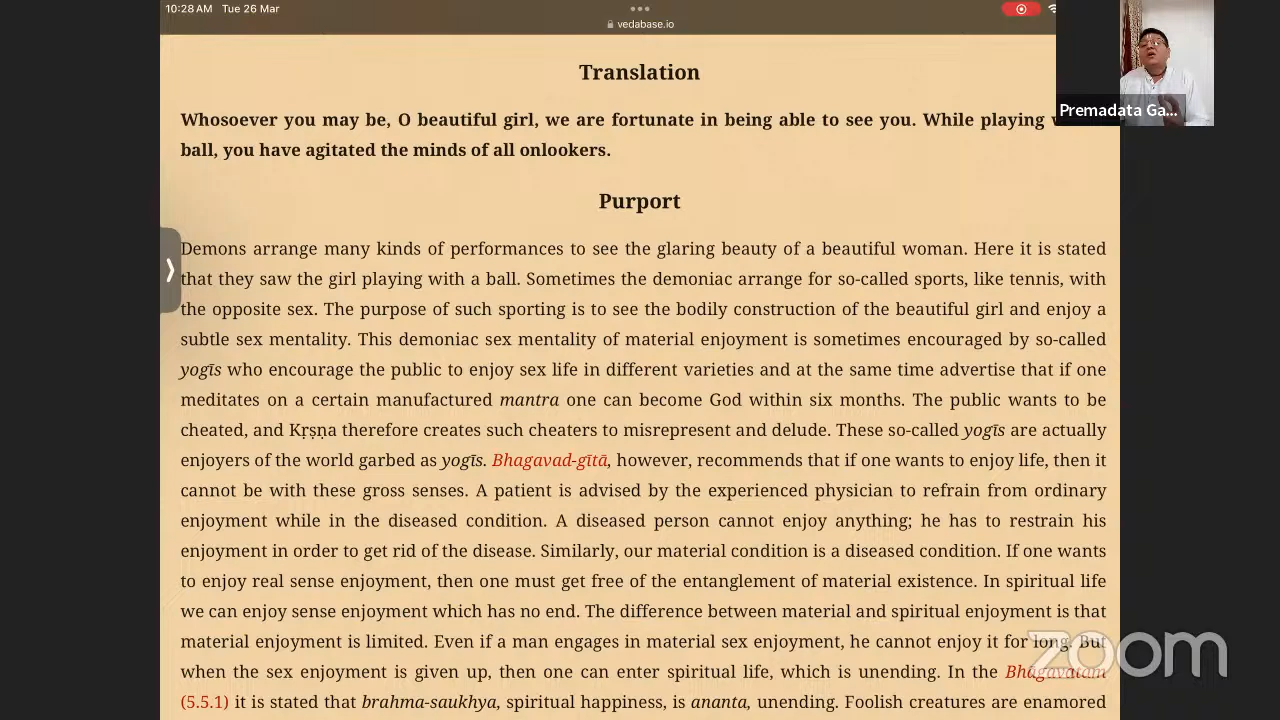 10:28 AM Tue 26 Mar
vedabase.io
Premadata Ga...
Translation
Whosoever you may be, O beautiful girl, we are fortunate in being able to see you. While playing
ball, you have agitated the minds of all onlookers.
Purport
Demons arrange many kinds of performances to see the glaring beauty of a beautiful woman. Here it is stated
that they saw the girl playing with a ball. Sometimes the demoniac arrange for so-called sports, like tennis, with
the opposite sex. The purpose of such sporting is to see the bodily construction of the beautiful girl and enjoy a
subtle sex mentality. This demoniac sex mentality of material enjoyment is sometimes encouraged by so-called
yogīs who encourage the public to enjoy sex life in different varieties and at the same time advertise that if one
meditates on a certain manufactured mantra one can become God within six months. The public wants to be
cheated, and Kṛṣṇa therefore creates such cheaters to misrepresent and delude. These so-called yogīs are actually
enjoyers of the world garbed as yogīs. Bhagavad-gītā, however, recommends that if one wants to enjoy life, then it
cannot be with these gross senses. A patient is advised by the experienced physician to refrain from ordinary
enjoyment while in the diseased condition. A diseased person cannot enjoy anything; he has to restrain his
enjoyment in order to get rid of the disease. Similarly, our material condition is a diseased condition. If one wants
to enjoy real sense enjoyment, then one must get free of the entanglement of material existence. In spiritual life
we can enjoy sense enjoyment which has no end. The difference between material and spiritual enjoyment is that
material enjoyment is limited. Even if a man engages in material sex enjoyment, he cannot enjoy it for long. But
when the sex enjoyment is given up, then one can enter spiritual life, which is unending. In the Bhāgavatam
(5.5.1) it is stated that brahma-saukhya, spiritual happiness, is ananta, unending. Foolish creatures are enamored
zoom